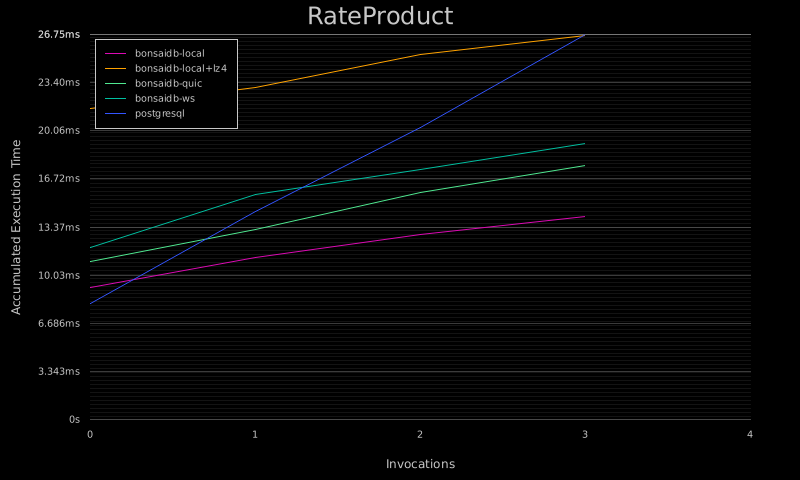 RateProduct
26.75ms
23.40ms
20.06ms
16.72ms
13.37ms
10.03ms
6.686ms
3.343ms
0s
bonsaidb-local
bonsaidb-local+lz4
bonsaidb-quic
bonsaidb-ws
postgresql
Accumulated Execution Time
0 1 2 3 4
Invocations